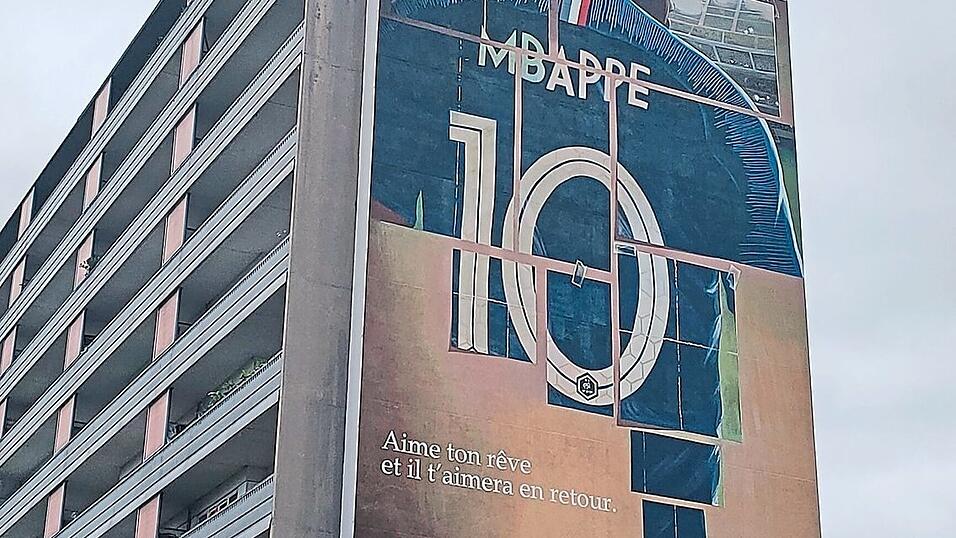 MBAPPE
10
Aime ton rêve
et il t'aimera en retour.